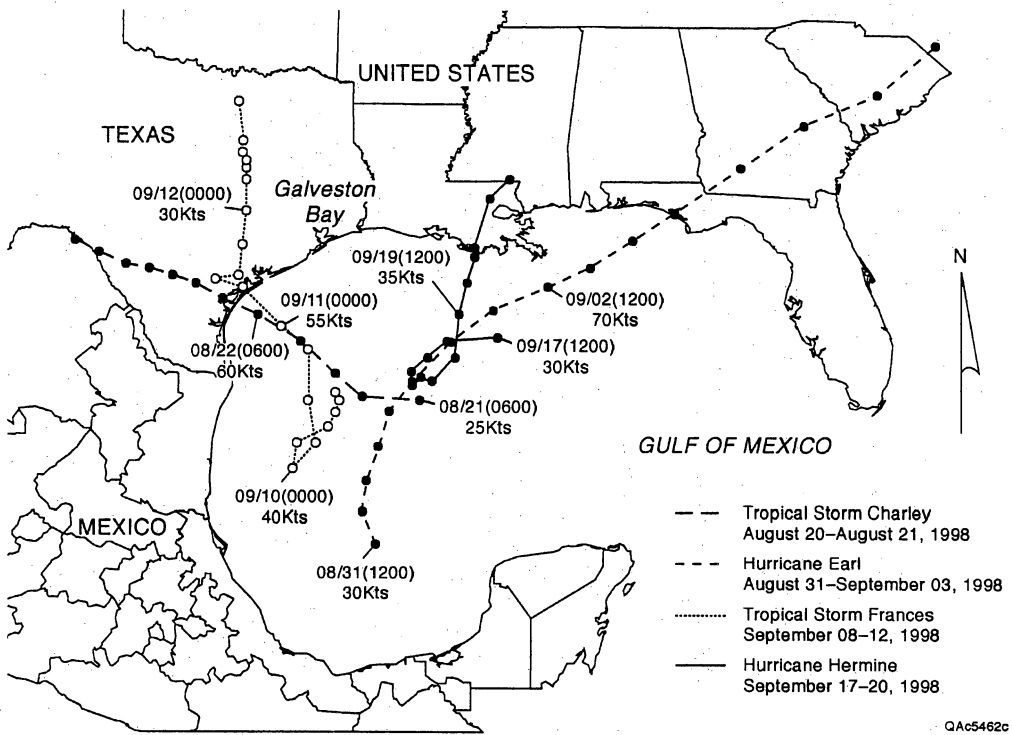 UNITED STATES
TEXAS
Galveston
Bay
09/12(0000)
30Kts
09/19(1200)
35Kts
09/11(0000)
55Kts
09/02(1200)
70Kts
08/22(0600)
60Kts
09/17(1200)
30Kts
08/21(0600)
25Kts
N
GULF OF MEXICO
09/10(0000)
40Kts
MEXICO
08/31(1200)
30Kts
Tropical Storm Charley
August 20–August 21, 1998
Hurricane Earl
August 31–September 03, 1998
Tropical Storm Frances
September 08–12, 1998
Hurricane Hermine
September 17–20, 1998
QAc5462c